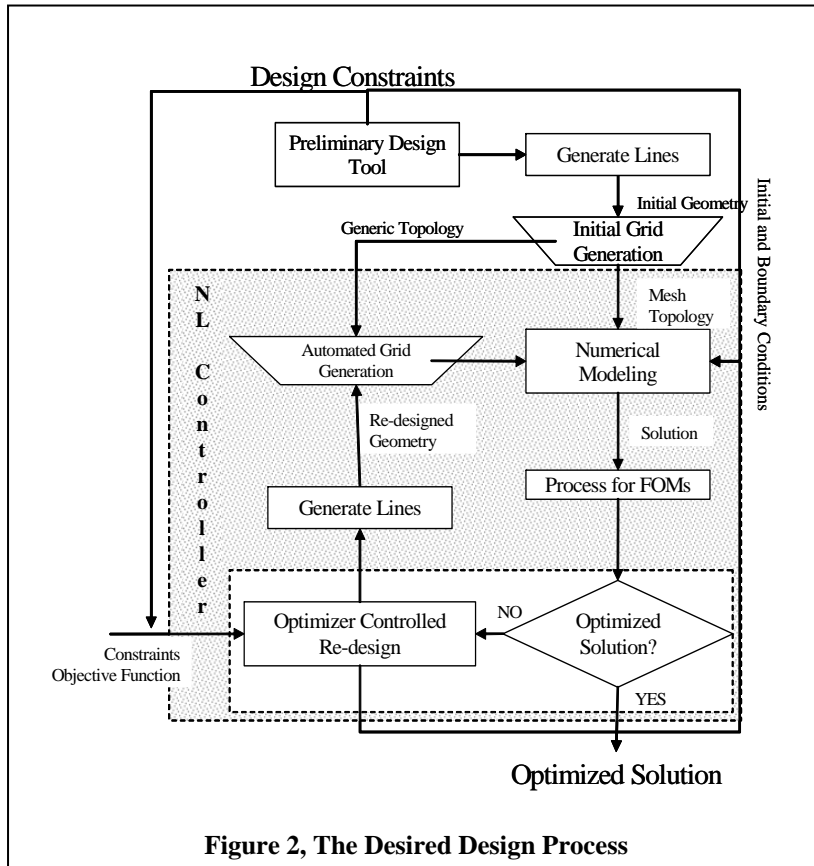 Design Constraints
Preliminary Design
Tool
Generate Lines
Initial Geometry
Generic Topology
Initial Grid
Generation
Initial and Boundary Conditions
NL Controller
Mesh
Topology
Automated Grid
Generation
Numerical
Modeling
Re-designed
Geometry
Solution
Generate Lines
Process for FOMs
NO
Optimizer Controlled
Re-design
Optimized
Solution?
Constraints
Objective Function
YES
Optimized Solution
Figure 2, The Desired Design Process